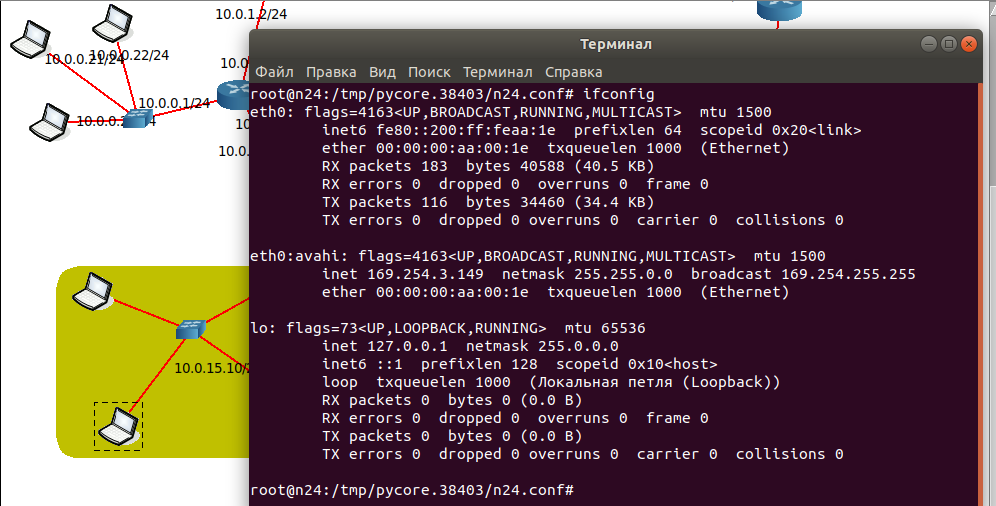 10.0.1.2/24
10.0.0.22/24
10.0.0.21/24
10.0.0.1/24
10.0.0.
10.
10.0.
10.0.15.10/
Терминал
Файл Правка Вид Поиск Терминал Справка
root@n24:/tmp/pycore.38403/n24.conf# ifconfig
eth0: flags=4163<UP,BROADCAST,RUNNING,MULTICAST>  mtu 1500
inet6 fe80::200:ff:feaa:1e  prefixlen 64  scopeid 0x20<link>
ether 00:00:00:aa:00:1e  txqueuelen 1000  (Ethernet)
RX packets 183  bytes 40588 (40.5 KB)
RX errors 0  dropped 0  overruns 0  frame 0
TX packets 116  bytes 34460 (34.4 KB)
TX errors 0  dropped 0 overruns 0  carrier 0  collisions 0
eth0:avahi: flags=4163<UP,BROADCAST,RUNNING,MULTICAST>  mtu 1500
inet 169.254.3.149  netmask 255.255.0.0  broadcast 169.254.255.255
ether 00:00:00:aa:00:1e  txqueuelen 1000  (Ethernet)
lo: flags=73<UP,LOOPBACK,RUNNING>  mtu 65536
inet 127.0.0.1  netmask 255.0.0.0
inet6 ::1  prefixlen 128  scopeid 0x10<host>
loop  txqueuelen 1000  (Локальная петля (Loopback))
RX packets 0  bytes 0 (0.0 B)
RX errors 0  dropped 0  overruns 0  frame 0
TX packets 0  bytes 0 (0.0 B)
TX errors 0  dropped 0 overruns 0  carrier 0  collisions 0
root@n24:/tmp/pycore.38403/n24.conf#